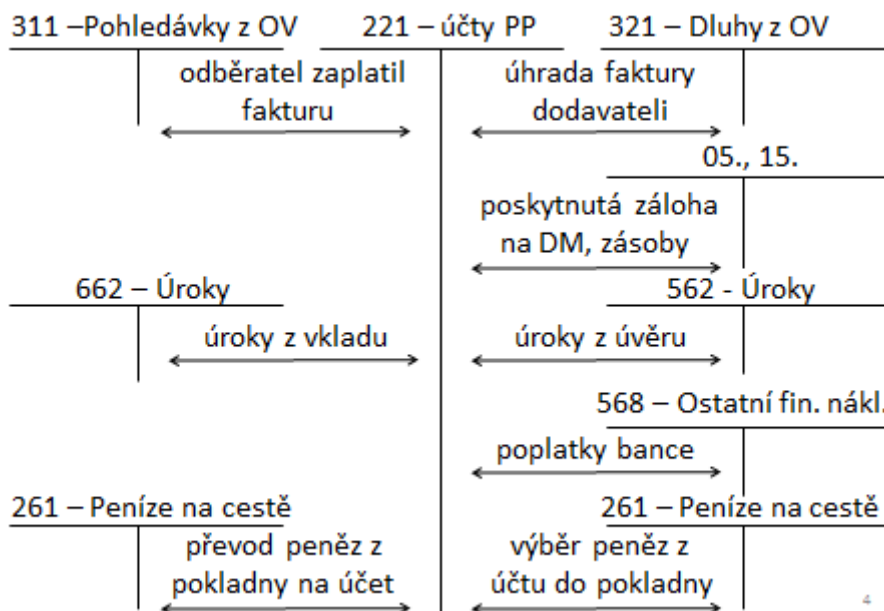 311 –Pohledávky z OV
221 – účty PP
321 – Dluhy z OV
odběratel zaplatil
fakturu
úhrada faktury
dodavateli
05., 15.
poskytnutá záloha
na DM, zásoby
662 – Úroky
562 - Úroky
úroky z vkladu
úroky z úvěru
568 – Ostatní fin. nákl.
poplatky bance
261 – Peníze na cestě
261 – Peníze na cestě
převod peněz z
pokladny na účet
výběr peněz z
účtu do pokladny
4